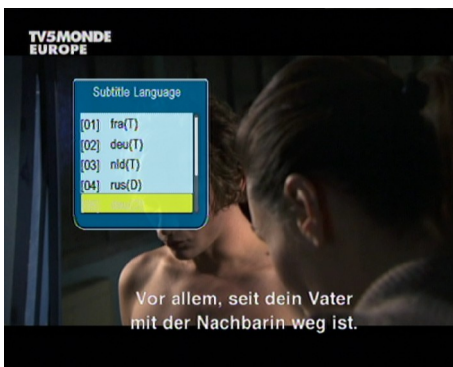 TV5MONDE
EUROPE
Subtitle Language
[01] fra(T)
[02] deu(T)
[03] nld(T)
[04] rus(D)
Vor allem, seit dein Vater
mit der Nachbarin weg ist.